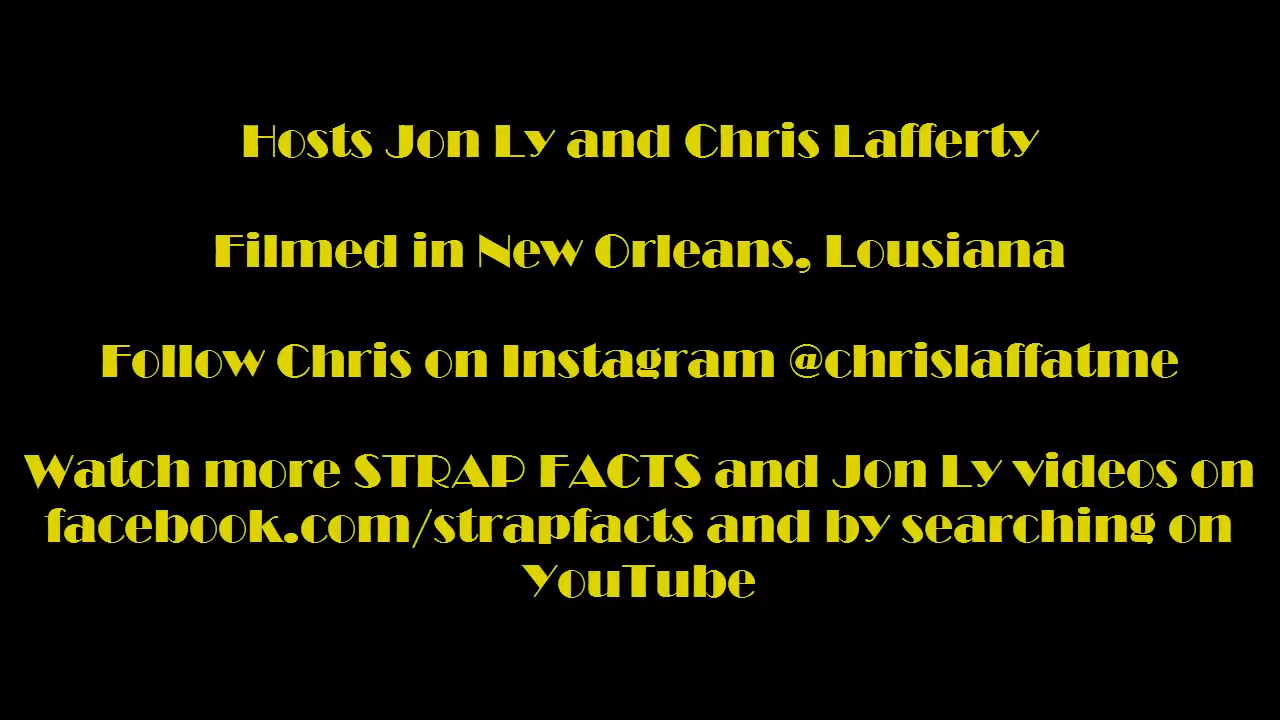 Hosts Jon Ly and Chris Lafferty
Filmed in New Orleans, Lousiana
Follow Chris on Instagram @chrislaffatme
Watch more STRAP FACTS and Jon Ly videos on
facebook.com/strapfacts and by searching on
YouTube